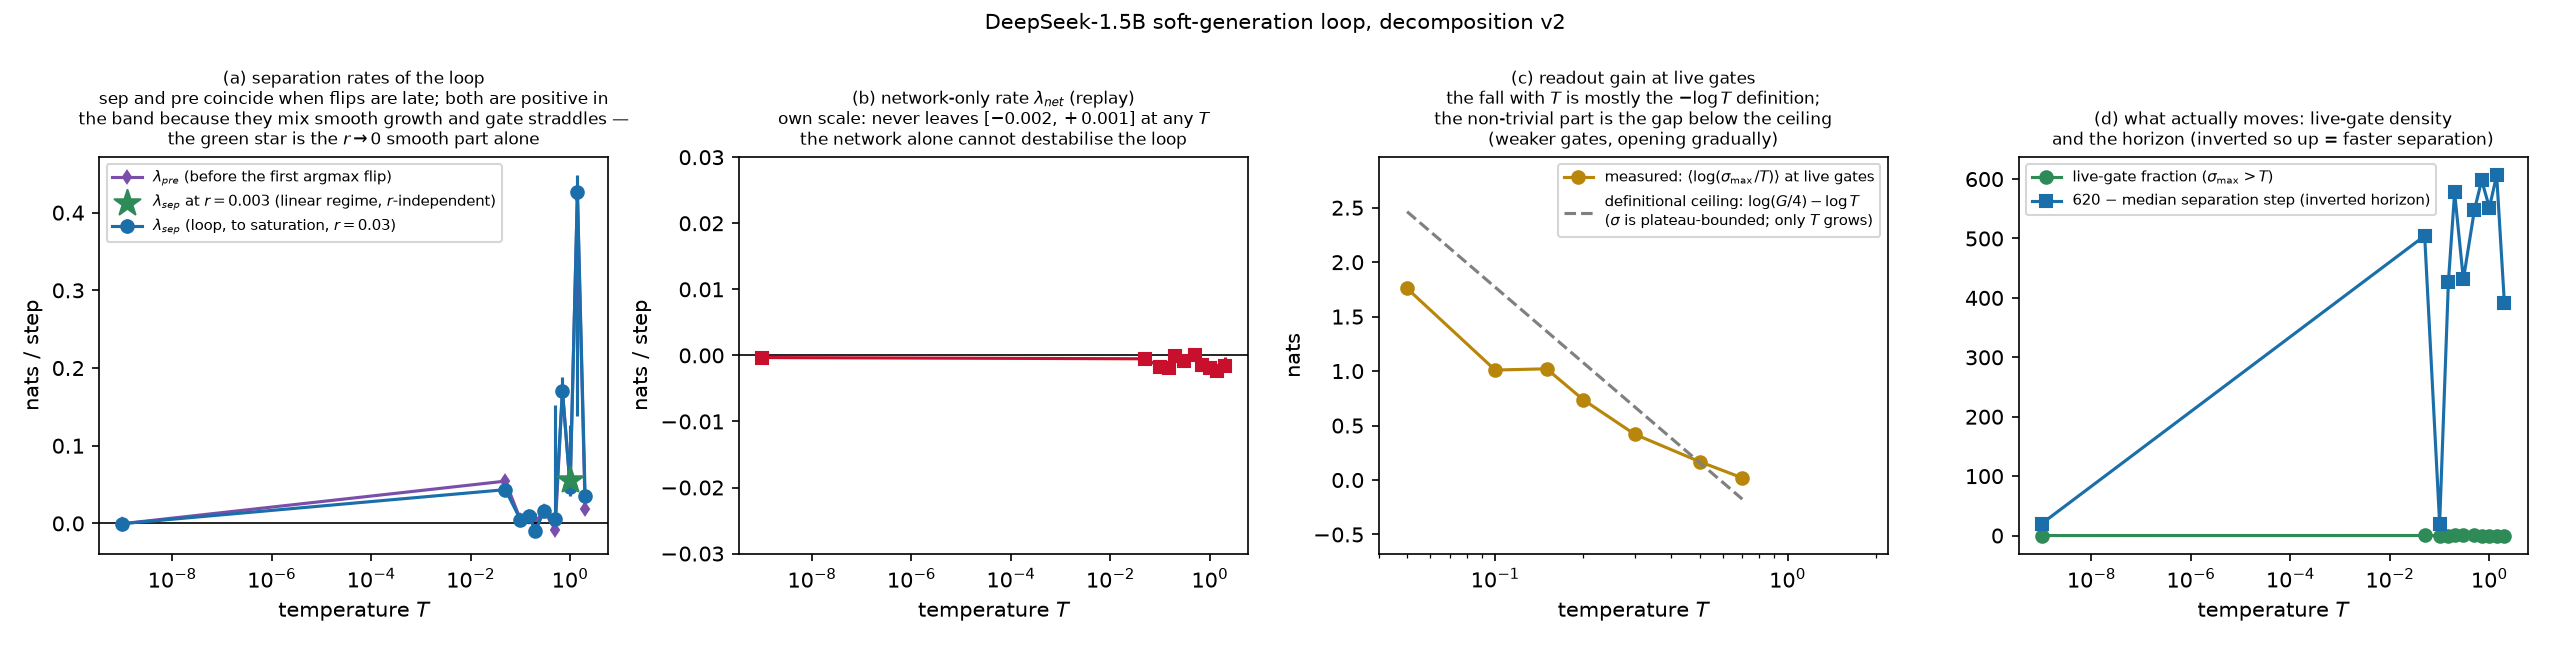 DeepSeek-1.5B soft-generation loop, decomposition v2
(a) separation rates of the loop
sep and pre coincide when flips are late; both are positive in
the band because they mix smooth growth and gate straddles —
the green star is the r→0 smooth part alone
λpre (before the first argmax flip)
λsep at r = 0.003 (linear regime, r-independent)
λsep (loop, to saturation, r = 0.03)
nats / step
0.4
0.3
0.2
0.1
0.0
10⁻⁸
10⁻⁶
10⁻⁴
10⁻²
10⁰
temperature T
(b) network-only rate λnet (replay)
own scale: never leaves [−0.002, +0.001] at any T
the network alone cannot destabilise the loop
nats / step
0.03
0.02
0.01
0.00
−0.01
−0.02
−0.03
10⁻⁸
10⁻⁶
10⁻⁴
10⁻²
10⁰
temperature T
(c) readout gain at live gates
the fall with T is mostly the −log T definition;
the non-trivial part is the gap below the ceiling
(weaker gates, opening gradually)
measured: ⟨log(σmax/T)⟩ at live gates
definitional ceiling: log(G/4) − log T
(σ is plateau-bounded; only T grows)
nats
2.5
2.0
1.5
1.0
0.5
0.0
−0.5
10⁻¹
10⁰
temperature T
(d) what actually moves: live-gate density
and the horizon (inverted so up = faster separation)
live-gate fraction (σmax > T)
620 − median separation step (inverted horizon)
600
500
400
300
200
100
0
10⁻⁸
10⁻⁶
10⁻⁴
10⁻²
10⁰
temperature T